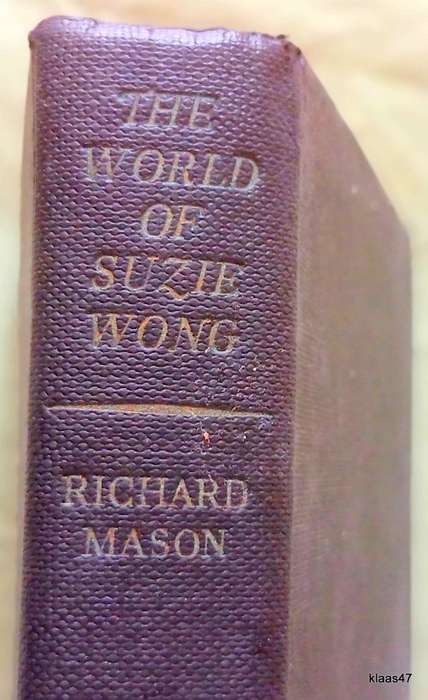 THE
WORLD
OF
SUZIE
WONG
RICHARD
MASON
klaas47